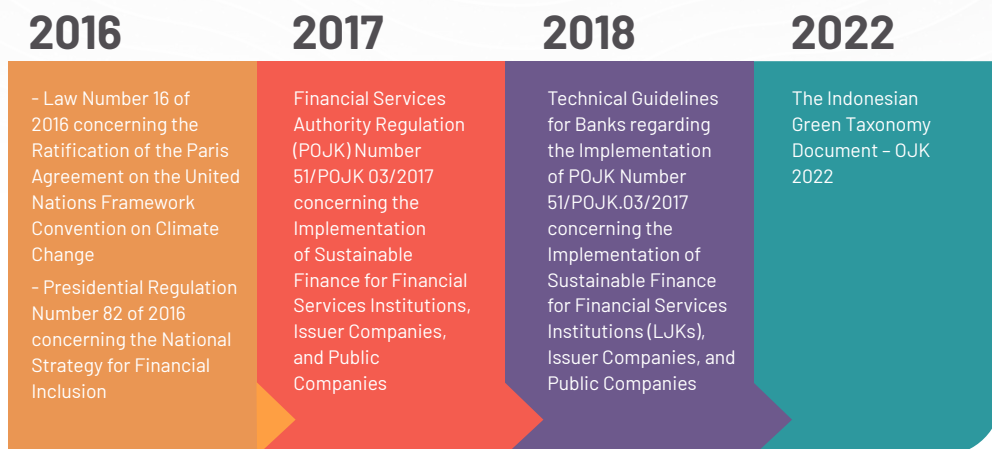 2016
- Law Number 16 of
2016 concerning the
Ratification of the Paris
Agreement on the United
Nations Framework
Convention on Climate
Change
- Presidential Regulation
Number 82 of 2016
concerning the National
Strategy for Financial
Inclusion
2017
Financial Services
Authority Regulation
(POJK) Number
51/POJK 03/2017
concerning the
Implementation
of Sustainable
Finance for Financial
Services Institutions,
Issuer Companies,
and Public
Companies
2018
Technical Guidelines
for Banks regarding
the Implementation
of POJK Number
51/POJK.03/2017
concerning the
Implementation of
Sustainable Finance
for Financial Services
Institutions (LJKs),
Issuer Companies, and
Public Companies
2022
The Indonesian
Green Taxonomy
Document – OJK
2022